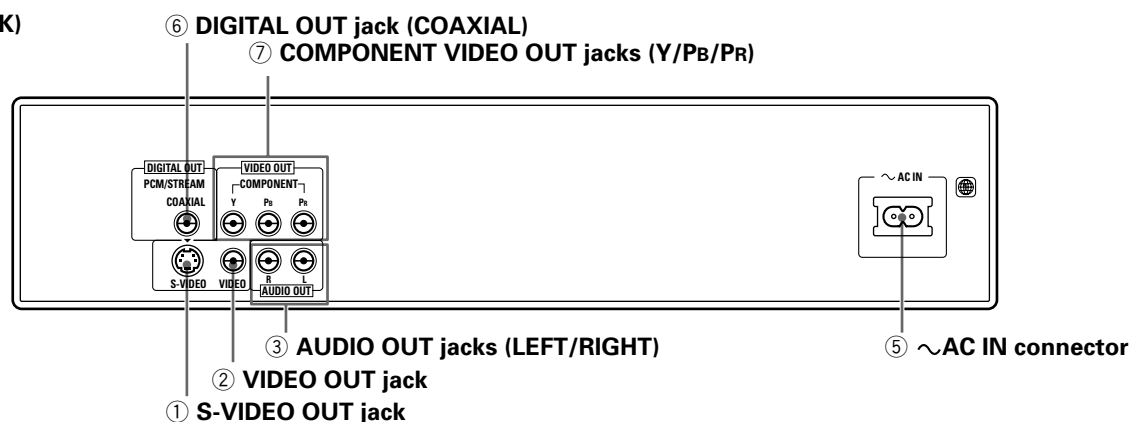 K)
⑥ DIGITAL OUT jack (COAXIAL)
⑦ COMPONENT VIDEO OUT jacks (Y/PB/PR)
DIGITAL OUT
VIDEO OUT
PCM/STREAM
COMPONENT
COAXIAL
Y PB PR
S-VIDEO VIDEO
R L
AUDIO OUT
∼ AC IN
③ AUDIO OUT jacks (LEFT/RIGHT)
⑤ ∼AC IN connector
② VIDEO OUT jack
① S-VIDEO OUT jack